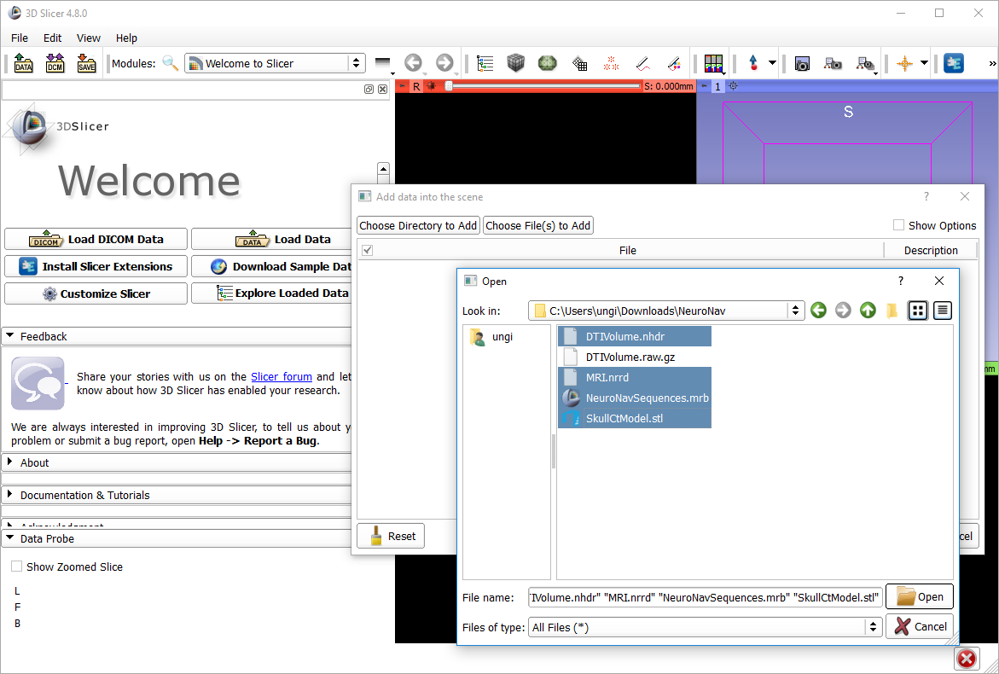 3D Slicer 4.8.0
File Edit View Help
DATA DCM SAVE Modules: Welcome to Slicer »
R S: 0.000mm 1
S
3DSlicer
Welcome
DICOM Load DICOM Data DATA Load Data
Install Slicer Extensions Download Sample Dat
Customize Slicer Explore Loaded Data
Feedback
Share your stories with us on the Slicer forum and let
know about how 3D Slicer has enabled your research.
We are always interested in improving 3D Slicer, to tell us about y
problem or submit a bug report, open Help -> Report a Bug.
About
Documentation & Tutorials
Data Probe
Show Zoomed Slice
L
F
B
Add data into the scene ?
Choose Directory to Add Choose File(s) to Add Show Options
File Description
Reset cel
mm
Open ?
Look in: C:\Users\ungi\Downloads\NeuroNav
ungi
DTIVolume.nhdr
DTIVolume.raw.gz
MRI.nrrd
NeuroNavSequences.mrb
SkullCtModel.stl
File name: IVolume.nhdr" "MRI.nrrd" "NeuroNavSequences.mrb" "SkullCtModel.stl" Open
Files of type: All Files (*) Cancel